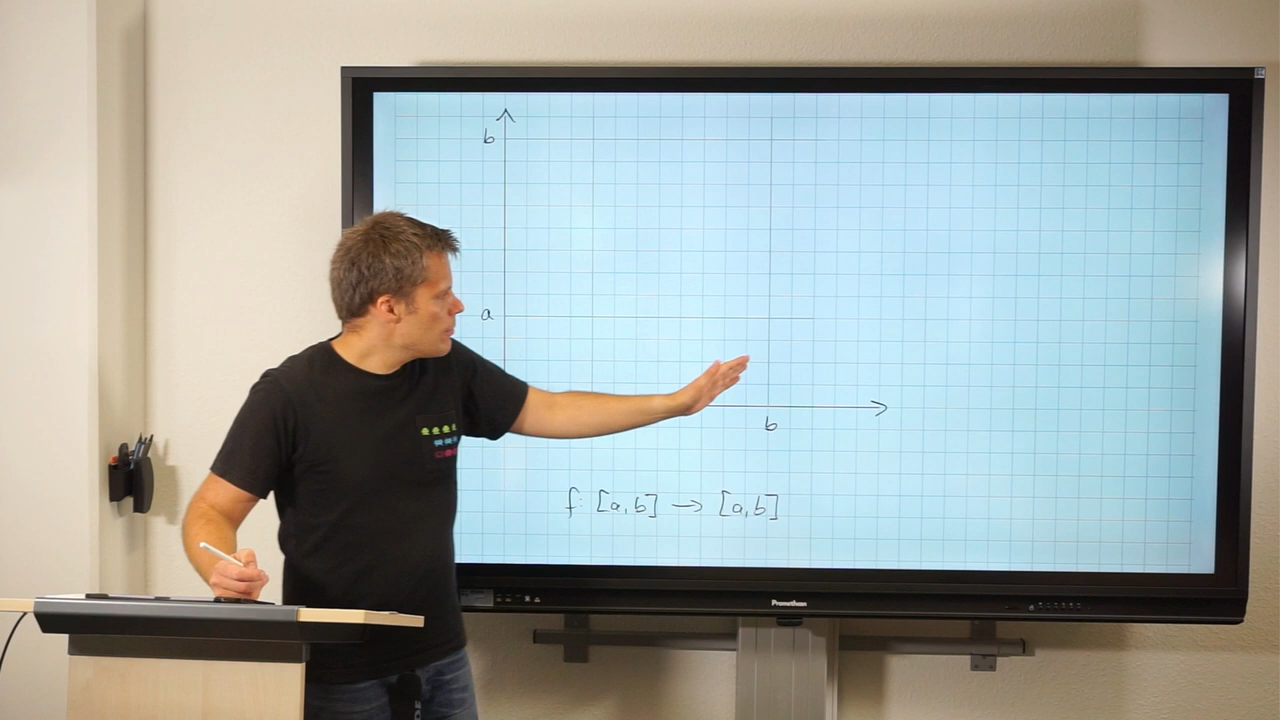 b
a
b
f: [a,b] → [a,b]
Promethean